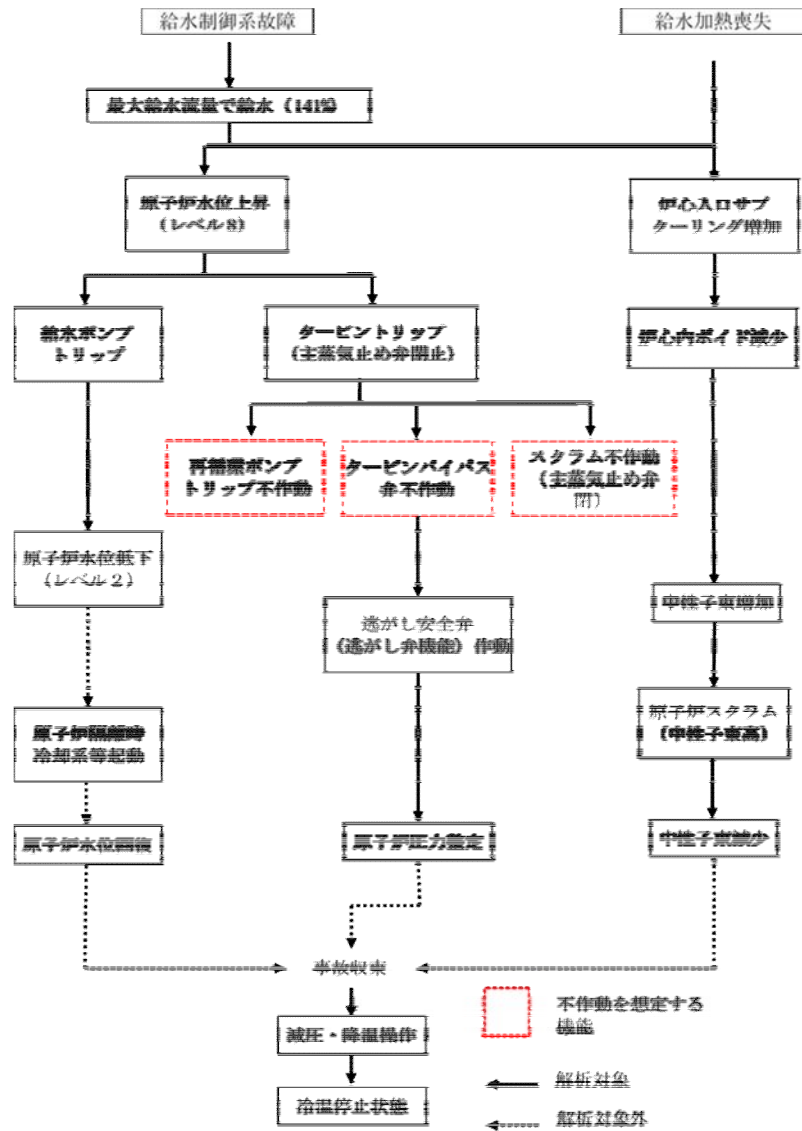 給水制御系故障
給水加熱喪失
最大給水流量で給水（141%）
原子炉水位上昇
（レベル8）
炉心入口サブ
クーリング増加
給水ポンプ
トリップ
タービントリップ
（主蒸気止め弁閉止）
炉心内ボイド減少
再循環ポンプ
トリップ不作動
タービンバイパス
弁不作動
スクラム不作動
（主蒸気止め弁
閉）
原子炉水位低下
（レベル２）
逃がし安全弁
（逃がし弁機能）作動
中性子束増加
原子炉隔離時
冷却系等起動
原子炉スクラム
（中性子束高）
原子炉水位回復
原子炉圧力整定
中性子束減少
事故収束
減圧・降温操作
冷温停止状態
不作動を想定する
機能
解析対象
解析対象外